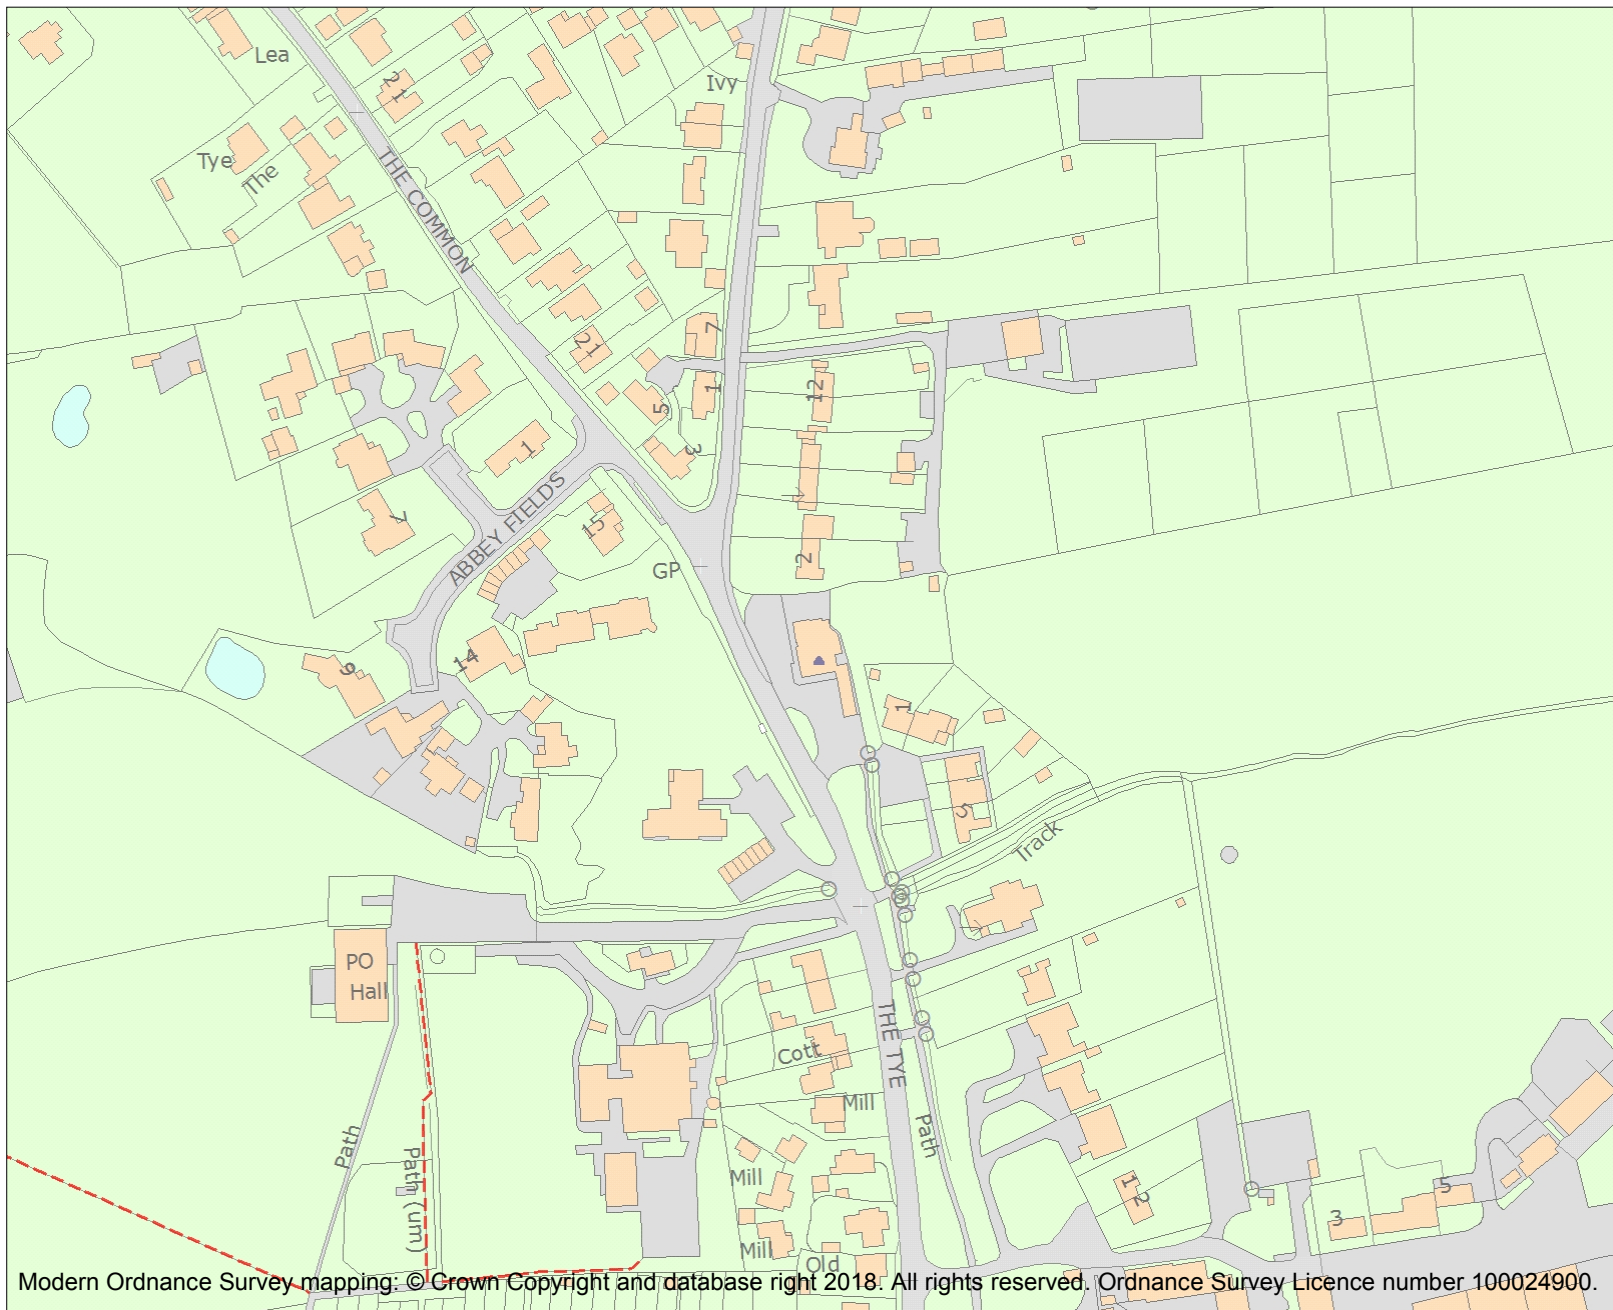 Lea
21
Ivy
Tye
The
THE COMMON
7
21
12
1
5
3
1
7
15
ABBEY FIELDS
2
GP
14
9
1
5
Track
PO
Hall
THE TYE
Cott
Mill
Path
Path
Path (um)
Mill
12
5
3
Mill
Old
Modern Ordnance Survey mapping: © Crown Copyright and database right 2018. All rights reserved. Ordnance Survey Licence number 100024900.